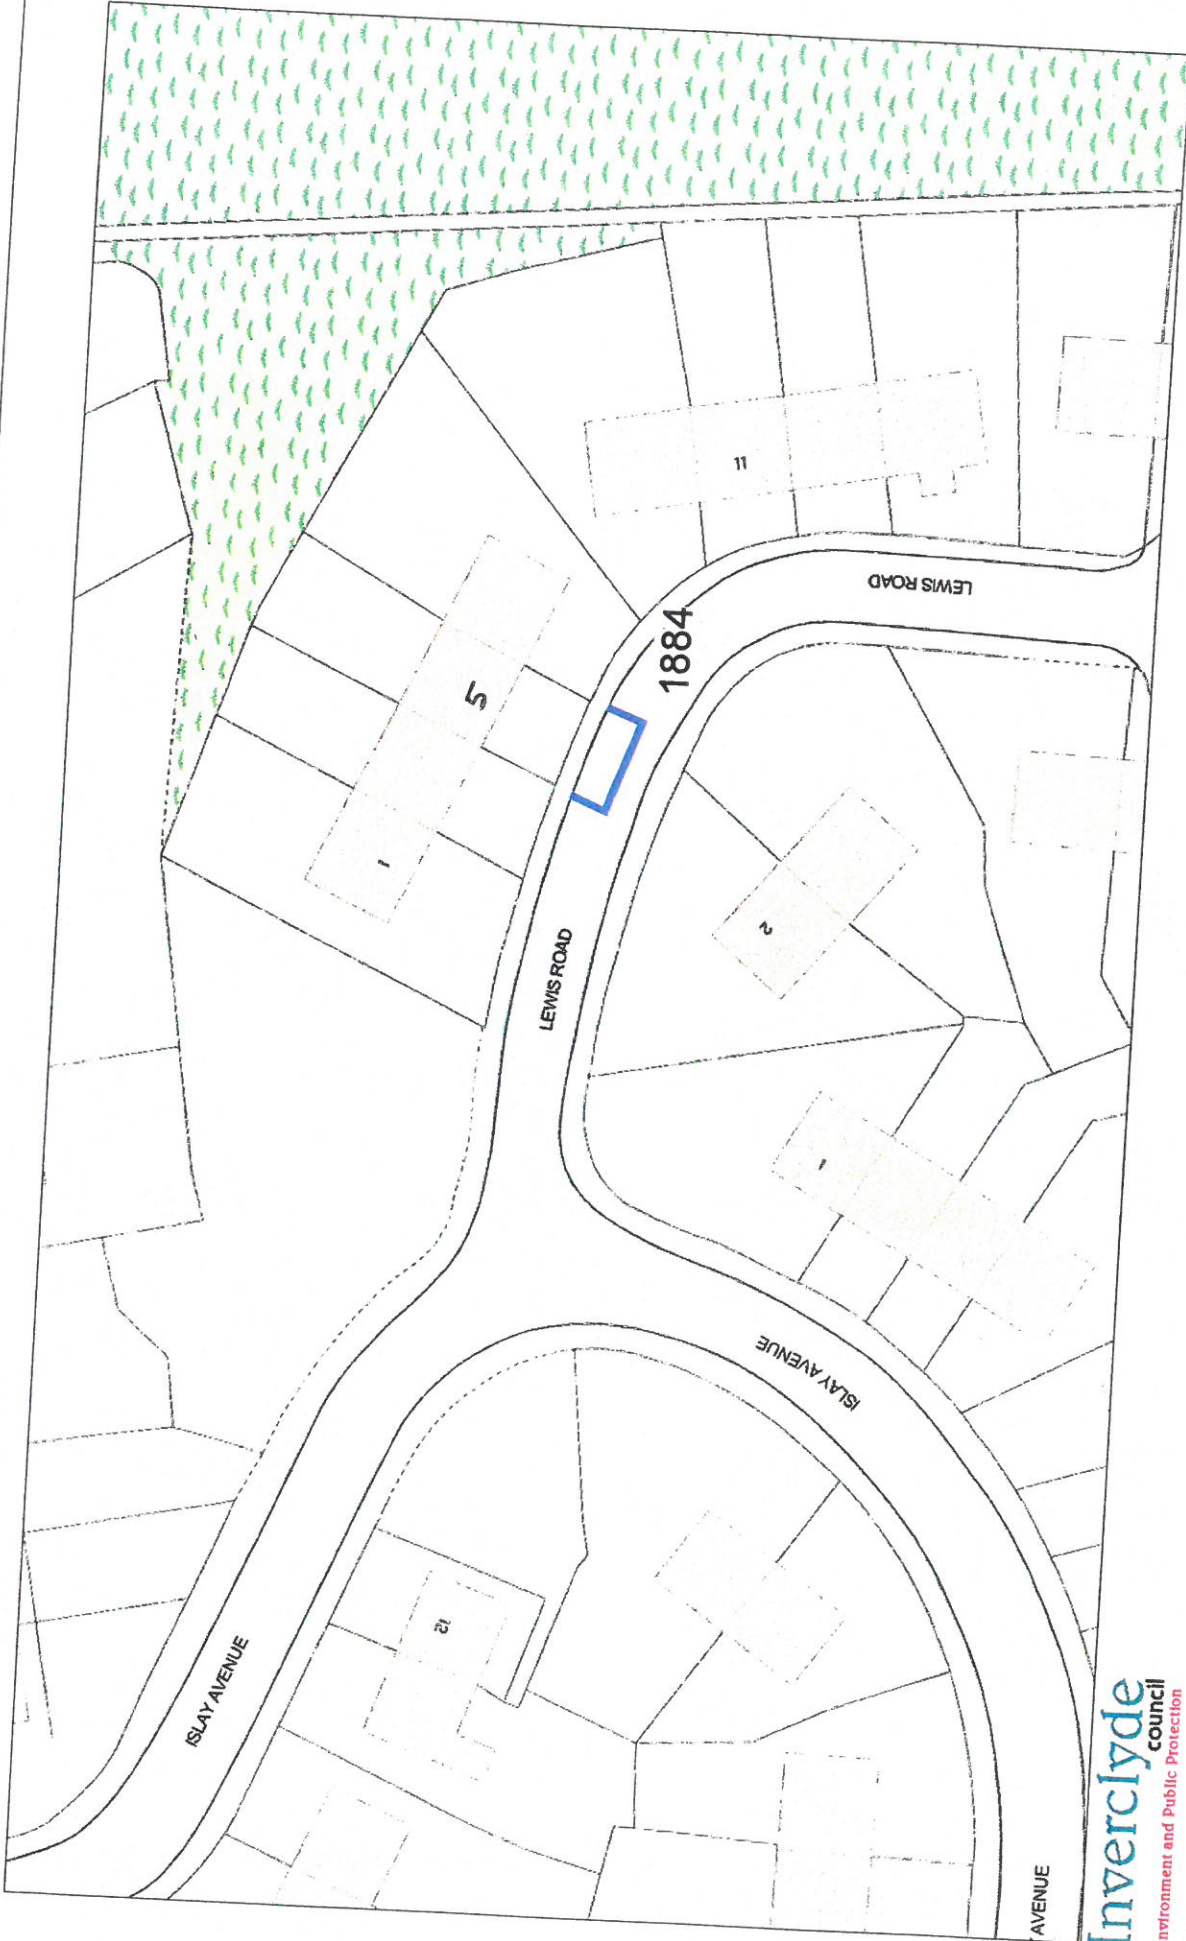 LEWIS ROAD
11
1884
5
1
LEWIS ROAD
2
1
ISLAY AVENUE
12
ISLAY AVENUE
AVENUE
Inverclyde
council
nvironment and Public Protection